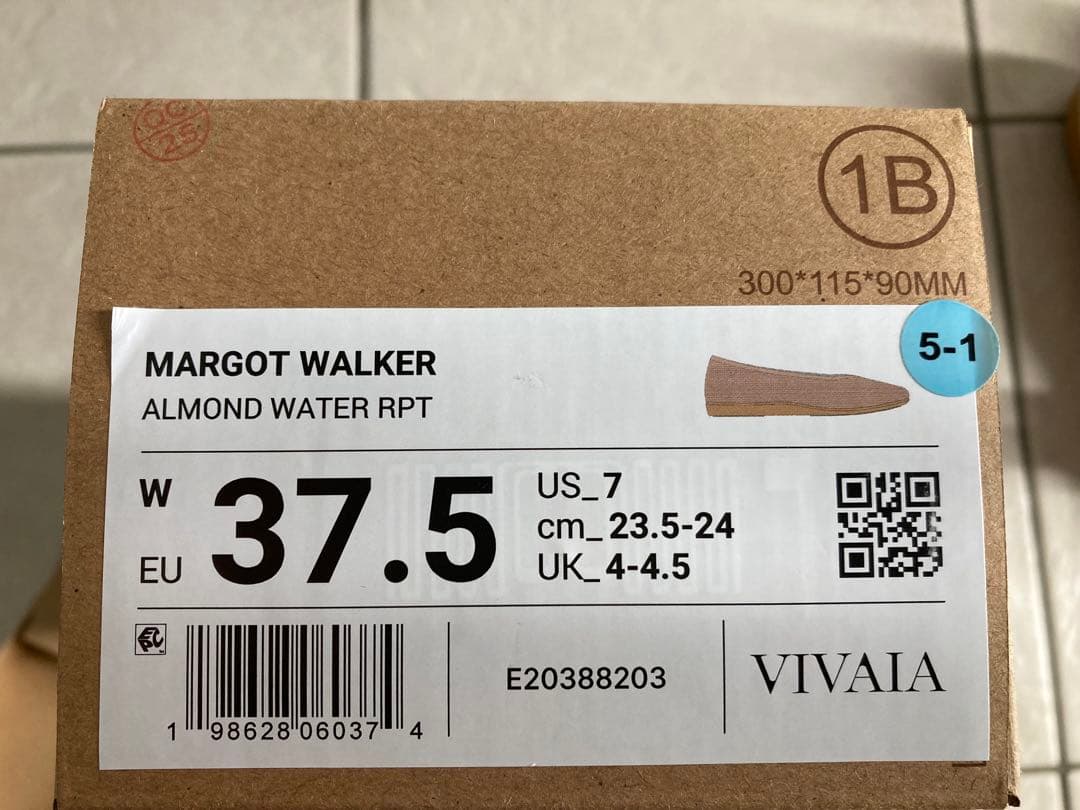 QC
25
1B
300*115*90MM
5-1
MARGOT WALKER
ALMOND WATER RPT
W
EU
37.5
US_7
cm_23.5-24
UK_4-4.5
EPC
1 98628 06037 4
E20388203
VIVAIA